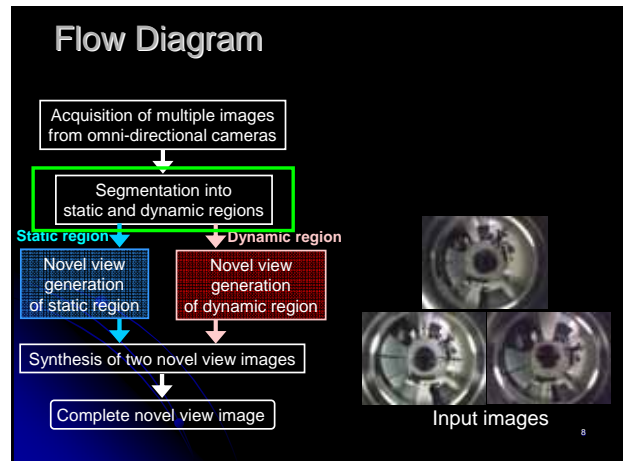 Flow Diagram
Acquisition of multiple images
from omni-directional cameras
Segmentation into
static and dynamic regions
Static region
Dynamic region
Novel view
generation
of static region
Novel view
generation
of dynamic region
Synthesis of two novel view images
Complete novel view image
Input images
8